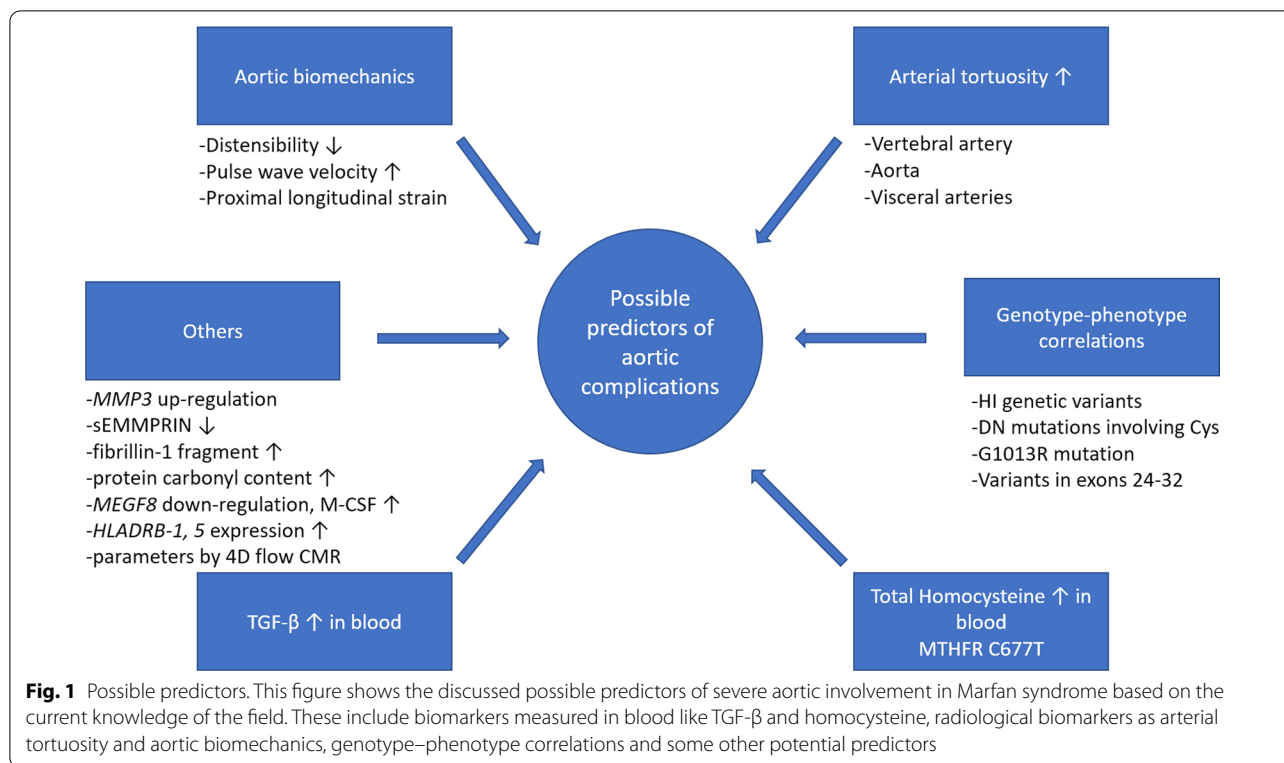 Aortic biomechanics
-Distensibility ↓
-Pulse wave velocity ↑
-Proximal longitudinal strain
Arterial tortuosity ↑
-Vertebral artery
-Aorta
-Visceral arteries
Others
-MMP3 up-regulation
-sEMMPRIN ↓
-fibrillin-1 fragment ↑
-protein carbonyl content ↑
-MEGF8 down-regulation, M-CSF ↑
-HLADRB-1, 5 expression ↑
-parameters by 4D flow CMR
Possible
predictors of
aortic
complications
Genotype-phenotype
correlations
-HI genetic variants
-DN mutations involving Cys
-G1013R mutation
-Variants in exons 24-32
TGF-β ↑ in blood
Total Homocysteine ↑ in
blood
MTHFR C677T
Fig. 1 Possible predictors. This figure shows the discussed possible predictors of severe aortic involvement in Marfan syndrome based on the
current knowledge of the field. These include biomarkers measured in blood like TGF-β and homocysteine, radiological biomarkers as arterial
tortuosity and aortic biomechanics, genotype–phenotype correlations and some other potential predictors